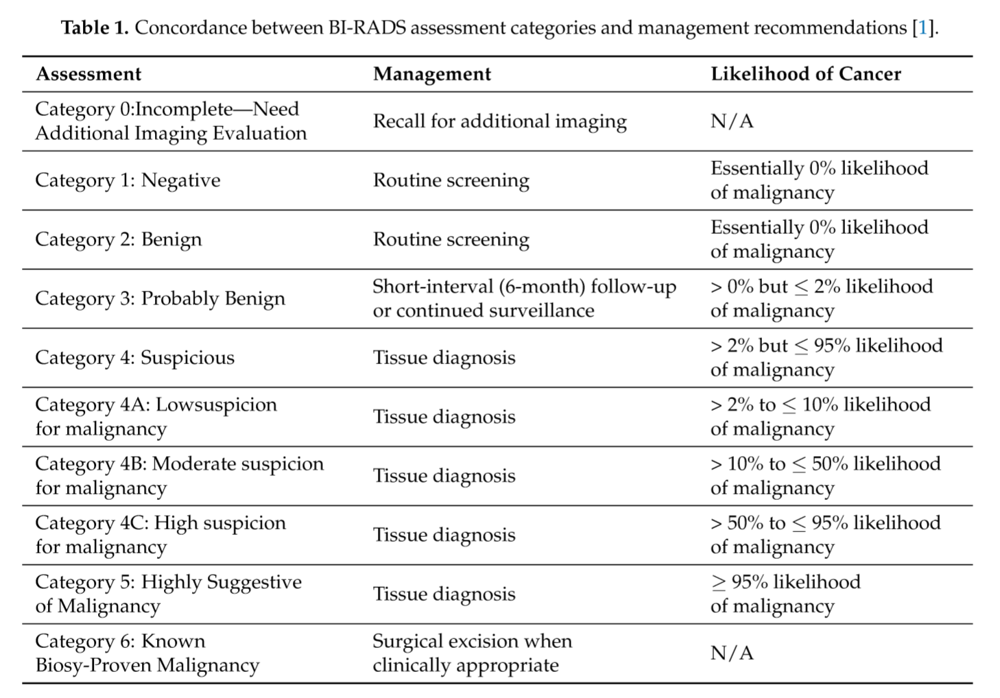 Table 1. Concordance between BI-RADS assessment categories and management recommendations [1].
Assessment Management Likelihood of Cancer
Category 0:Incomplete—Need
Additional Imaging Evaluation
Recall for additional imaging
N/A
Category 1: Negative
Routine screening
Essentially 0% likelihood
of malignancy
Category 2: Benign
Routine screening
Essentially 0% likelihood
of malignancy
Category 3: Probably Benign
Short-interval (6-month) follow-up
or continued surveillance
> 0% but ≤ 2% likelihood
of malignancy
Category 4: Suspicious
Tissue diagnosis
> 2% but ≤ 95% likelihood
of malignancy
Category 4A: Lowsuspicion
for malignancy
Tissue diagnosis
> 2% to ≤ 10% likelihood
of malignancy
Category 4B: Moderate suspicion
for malignancy
Tissue diagnosis
> 10% to ≤ 50% likelihood
of malignancy
Category 4C: High suspicion
for malignancy
Tissue diagnosis
> 50% to ≤ 95% likelihood
of malignancy
Category 5: Highly Suggestive
of Malignancy
Tissue diagnosis
≥ 95% likelihood
of malignancy
Category 6: Known
Biosy-Proven Malignancy
Surgical excision when
clinically appropriate
N/A